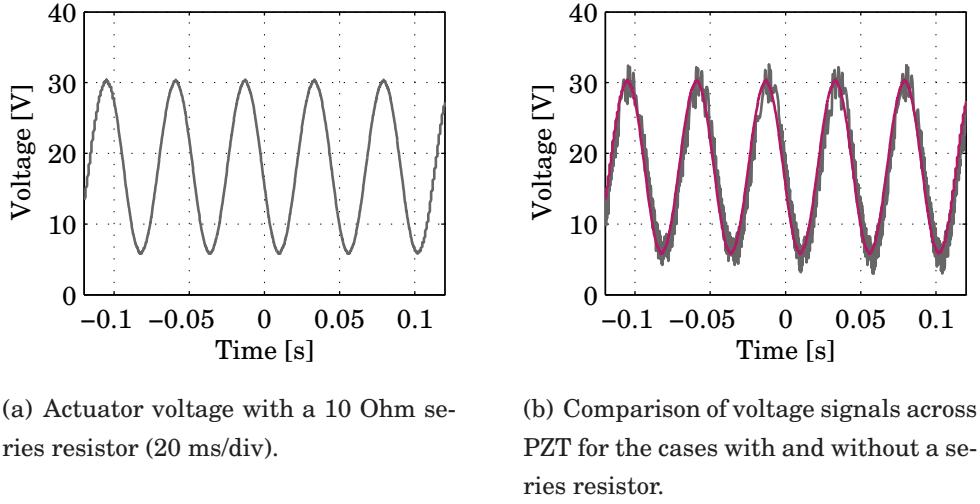 40
30
20
10
0
Voltage [V]
−0.1 −0.05 0 0.05 0.1
Time [s]
(a) Actuator voltage with a 10 Ohm se-
ries resistor (20 ms/div).
40
30
20
10
0
Voltage [V]
−0.1 −0.05 0 0.05 0.1
Time [s]
(b) Comparison of voltage signals across
PZT for the cases with and without a se-
ries resistor.